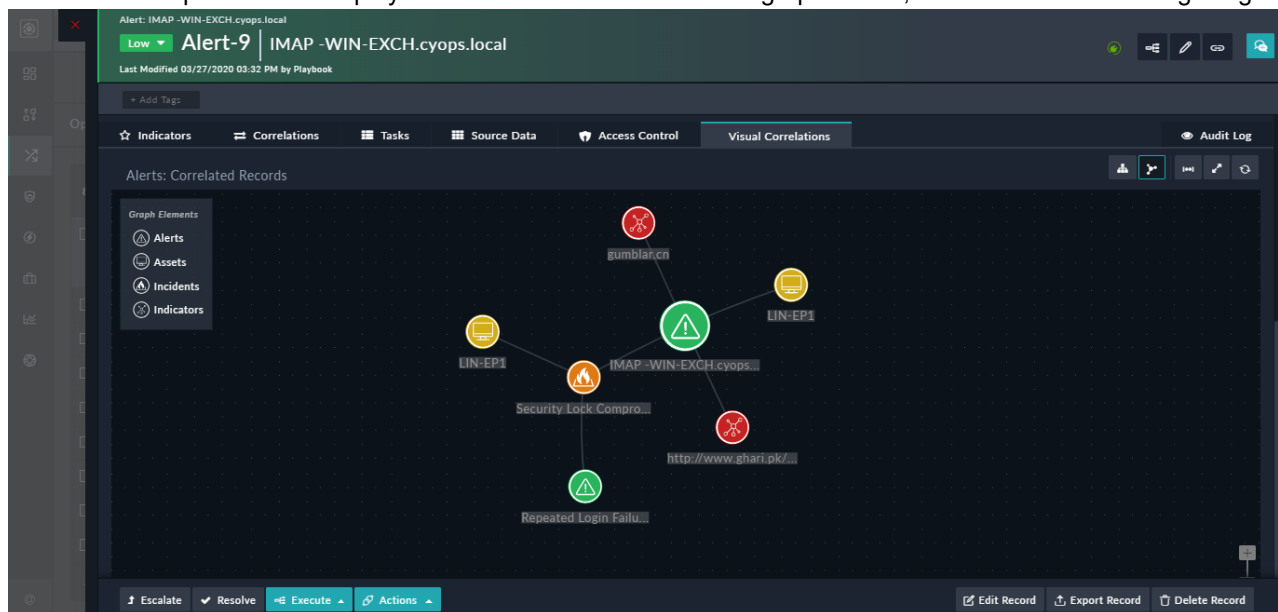 Alert: IMAP -WIN-EXCH.cyops.local
Low Alert-9 IMAP -WIN-EXCH.cyops.local
Last Modified 03/27/2020 03:32 PM by Playbook
+ Add Tags
Indicators Correlations Tasks Source Data Access Control Visual Correlations Audit Log
Alerts: Correlated Records
Graph Elements
Alerts
Assets
Incidents
Indicators
gumblar.cn
LIN-EP1
LIN-EP1
IMAP -WIN-EXCH.cyops...
Security Lock Compro...
http://www.ghari.pk/...
Repeated Login Failu...
Escalate Resolve Execute Actions Edit Record Export Record Delete Record